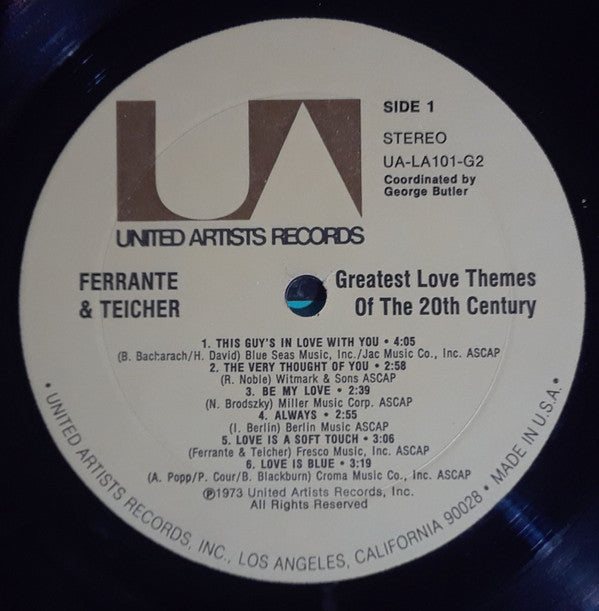 UA
SIDE 1
STEREO
UA-LA101-G2
Coordinated by
George Butler
UNITED ARTISTS RECORDS
FERRANTE
& TEICHER
Greatest Love Themes
Of The 20th Century
1. THIS GUY'S IN LOVE WITH YOU • 4:05
(B. Bacharach/H. David) Blue Seas Music, Inc./Jac Music Co., Inc. ASCAP
2. THE VERY THOUGHT OF YOU • 2:58
(R. Noble) Witmark & Sons ASCAP
3. BE MY LOVE • 2:39
(N. Brodszky) Miller Music Corp. ASCAP
4. ALWAYS • 2:55
(I. Berlin) Berlin Music ASCAP
5. LOVE IS A SOFT TOUCH • 3:06
(Ferrante & Teicher) Fresco Music, Inc. ASCAP
6. LOVE IS BLUE • 3:19
(A. Popp/P. Cour/B. Blackburn) Croma Music Co., Inc. ASCAP
℗1973 United Artists Records, Inc.
All Rights Reserved
• UNITED ARTISTS RECORDS, INC., LOS ANGELES, CALIFORNIA 90028 • MADE IN U.S.A. •